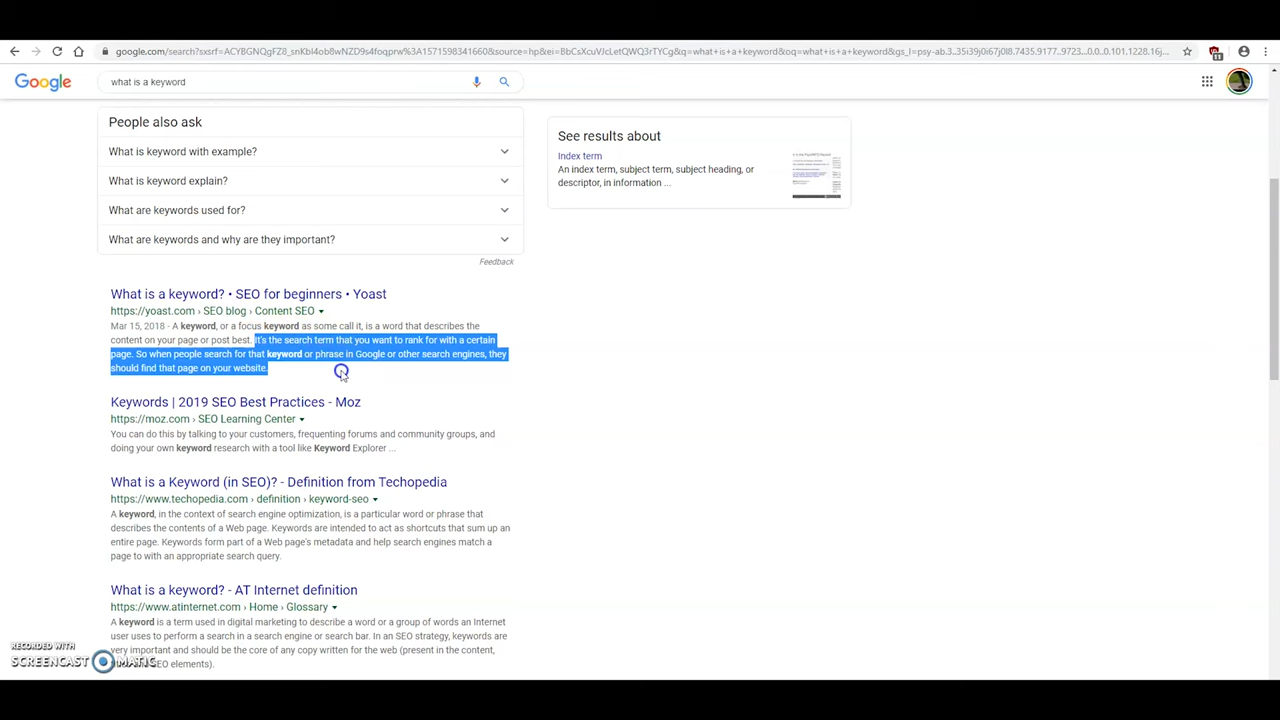 google.com/search?sxsrf=ACYBGNQgFZ8_snKbl4ob8wNZD9s4foqprw%3A1571598341660&source=hp&ei=BbCsXcuVJcLetQWQ3rTYCg&q=what+is+a+keyword&oq=what+is+a+keyword&gs_l=psy-ab.3..35i39j0i67j0l8.7435.9177..9723...0.0..0.101.1228.16j...
11
Google
what is a keyword
People also ask
What is keyword with example?
What is keyword explain?
What are keywords used for?
What are keywords and why are they important?
Feedback
See results about
Index term
An index term, subject term, subject heading, or
descriptor, in information ...
What is a keyword? • SEO for beginners • Yoast
https://yoast.com › SEO blog › Content SEO
Mar 15, 2018 - A keyword, or a focus keyword as some call it, is a word that describes the
content on your page or post best. It's the search term that you want to rank for with a certain
page. So when people search for that keyword or phrase in Google or other search engines, they
should find that page on your website.
Keywords | 2019 SEO Best Practices - Moz
https://moz.com › SEO Learning Center
You can do this by talking to your customers, frequenting forums and community groups, and
doing your own keyword research with a tool like Keyword Explorer ...
What is a Keyword (in SEO)? - Definition from Techopedia
https://www.techopedia.com › definition › keyword-seo
A keyword, in the context of search engine optimization, is a particular word or phrase that
describes the contents of a Web page. Keywords are intended to act as shortcuts that sum up an
entire page. Keywords form part of a Web page's metadata and help search engines match a
page to with an appropriate search query.
What is a keyword? - AT Internet definition
https://www.atinternet.com › Home › Glossary
A keyword is a term used in digital marketing to describe a word or a group of words an Internet
user uses to perform a search in a search engine or search bar. In an SEO strategy, keywords are
very important and should be the core of any copy written for the web (present in the content,
SEO elements).
RECORDED WITH
SCREENCAST MATIC